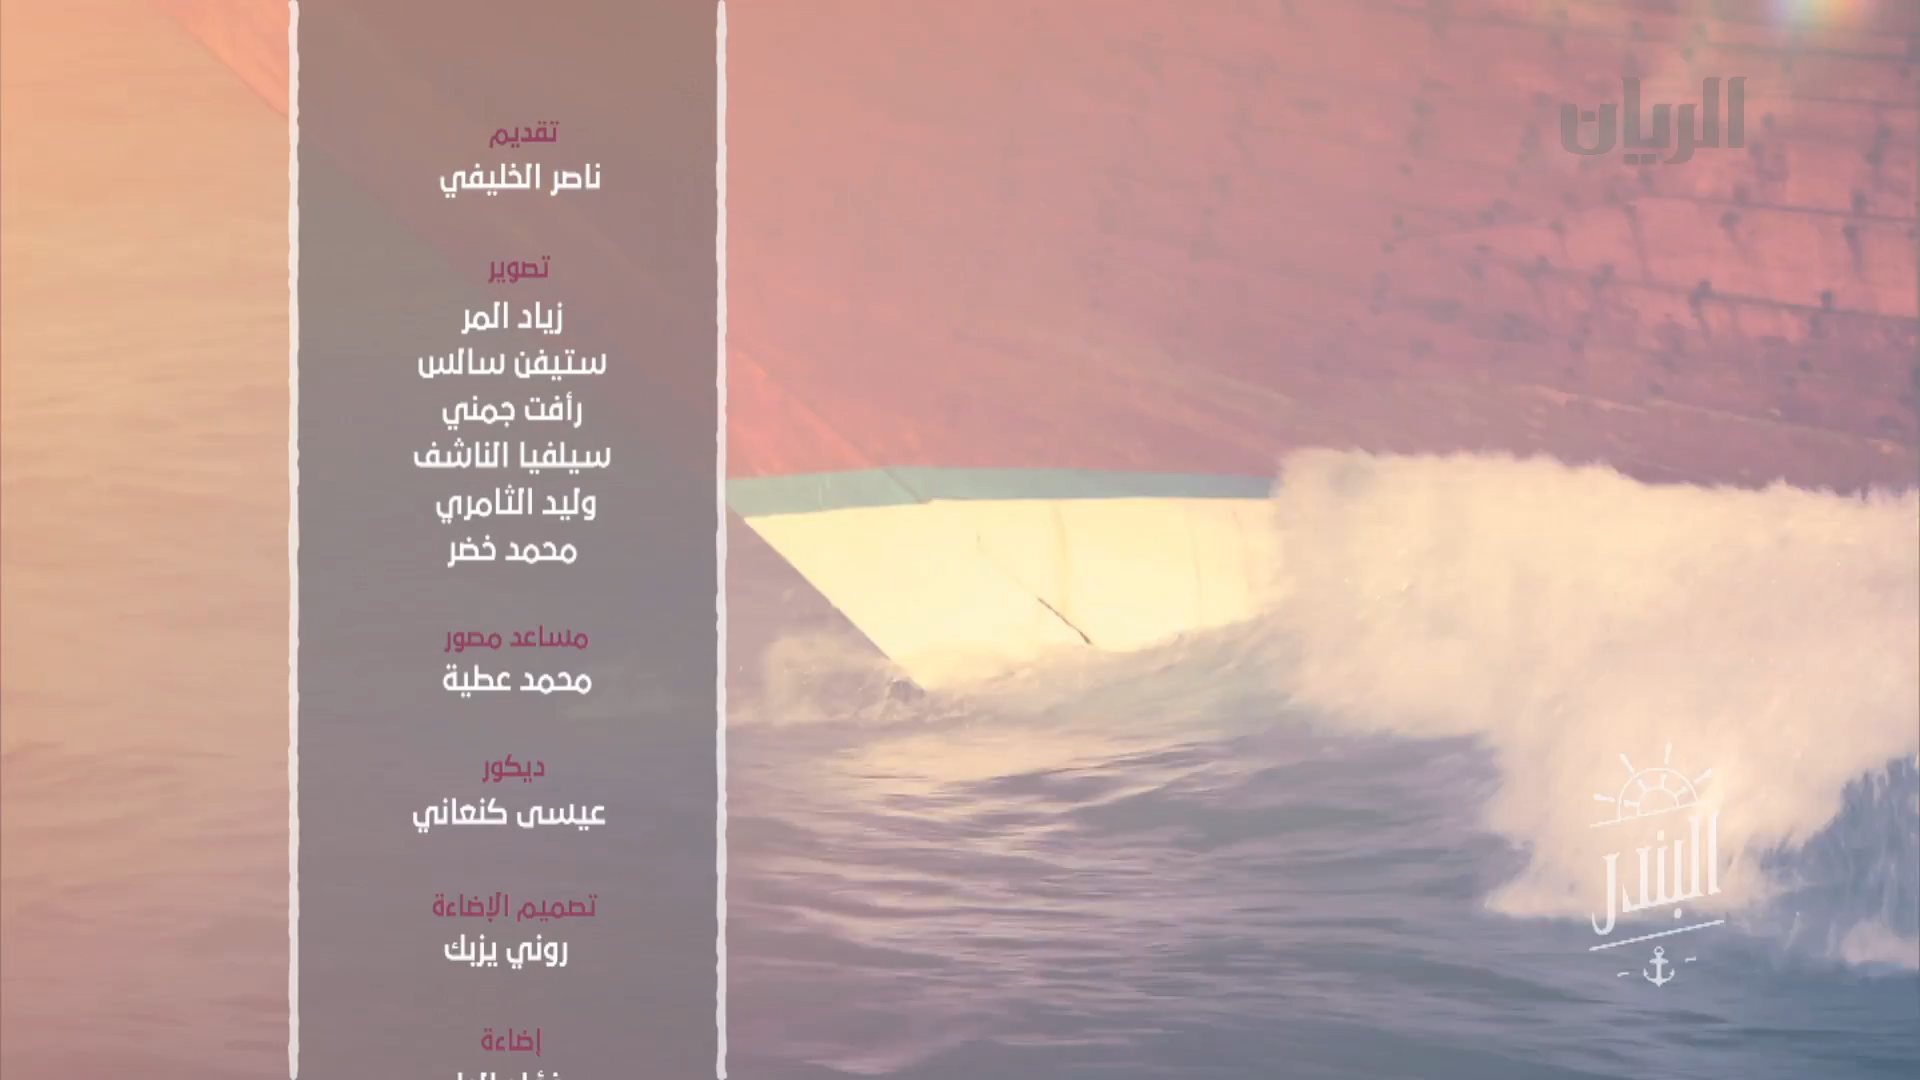 الريان
تقديم
ناصر الخليفي
تصوير
زياد المر
ستيفن سالس
رأفت جمني
سيلفيا الناشف
وليد الثامري
محمد خضر
مساعد مصور
محمد عطية
ديكور
عيسى كنعاني
تصميم الإضاءة
روني يزبك
إضاءة
البندر